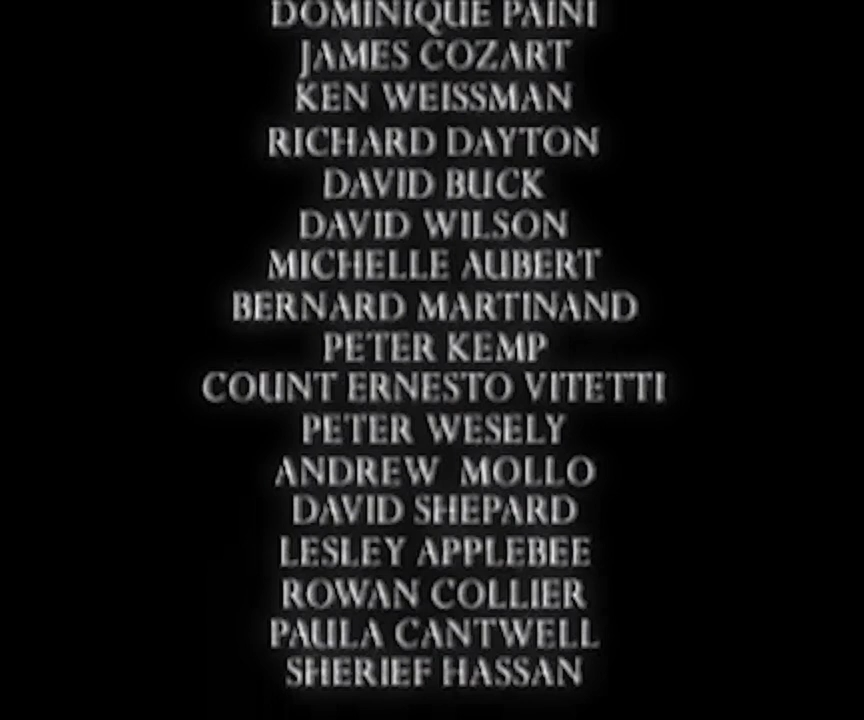 DOMINIQUE PAINI
JAMES COZART
KEN WEISSMAN
RICHARD DAYTON
DAVID BUCK
DAVID WILSON
MICHELLE AUBERT
BERNARD MARTINAND
PETER KEMP
COUNT ERNESTO VITETTI
PETER WESELY
ANDREW MOLLO
DAVID SHEPARD
LESLEY APPLEBEE
ROWAN COLLIER
PAULA CANTWELL
SHERIEF HASSAN